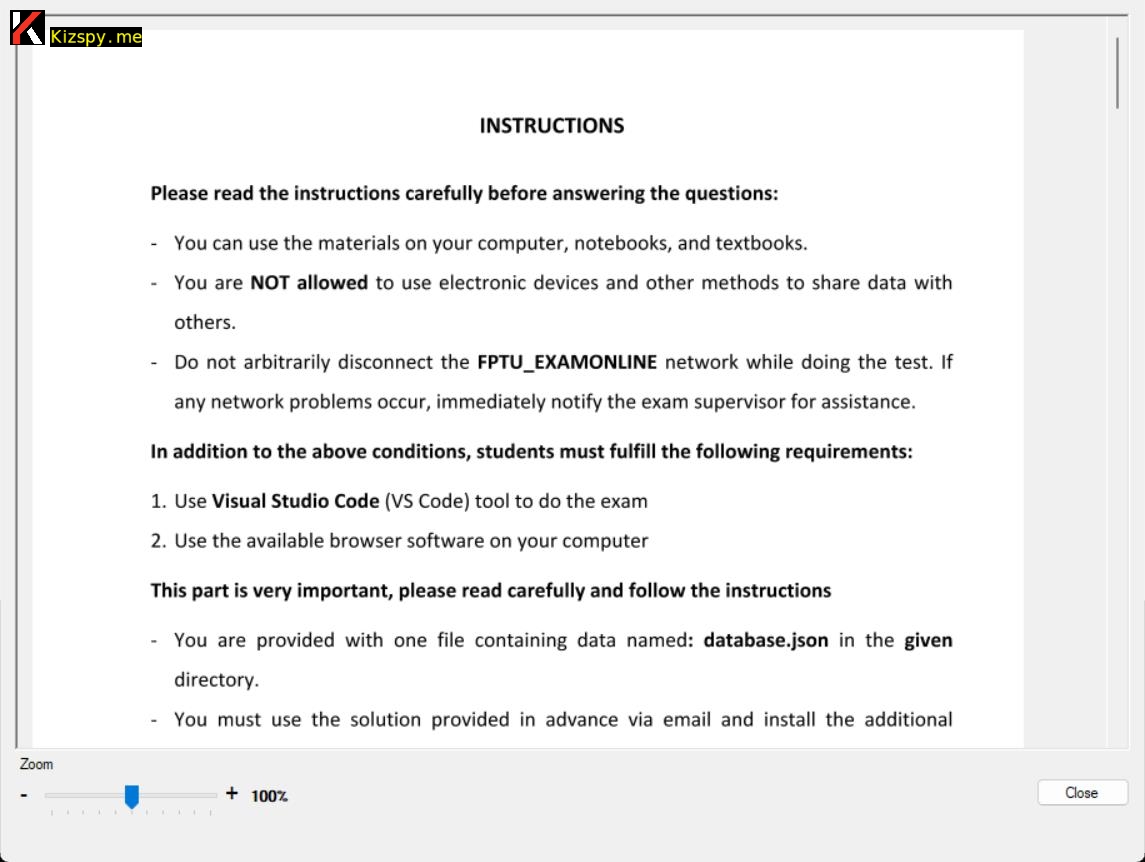 Kizspy.me
INSTRUCTIONS
Please read the instructions carefully before answering the questions:
- You can use the materials on your computer, notebooks, and textbooks.
- You are NOT allowed to use electronic devices and other methods to share data with
others.
- Do not arbitrarily disconnect the FPTU_EXAMONLINE network while doing the test. If
any network problems occur, immediately notify the exam supervisor for assistance.
In addition to the above conditions, students must fulfill the following requirements:
1. Use Visual Studio Code (VS Code) tool to do the exam
2. Use the available browser software on your computer
This part is very important, please read carefully and follow the instructions
- You are provided with one file containing data named: database.json in the given
directory.
- You must use the solution provided in advance via email and install the additional
Zoom
- + 100%
Close